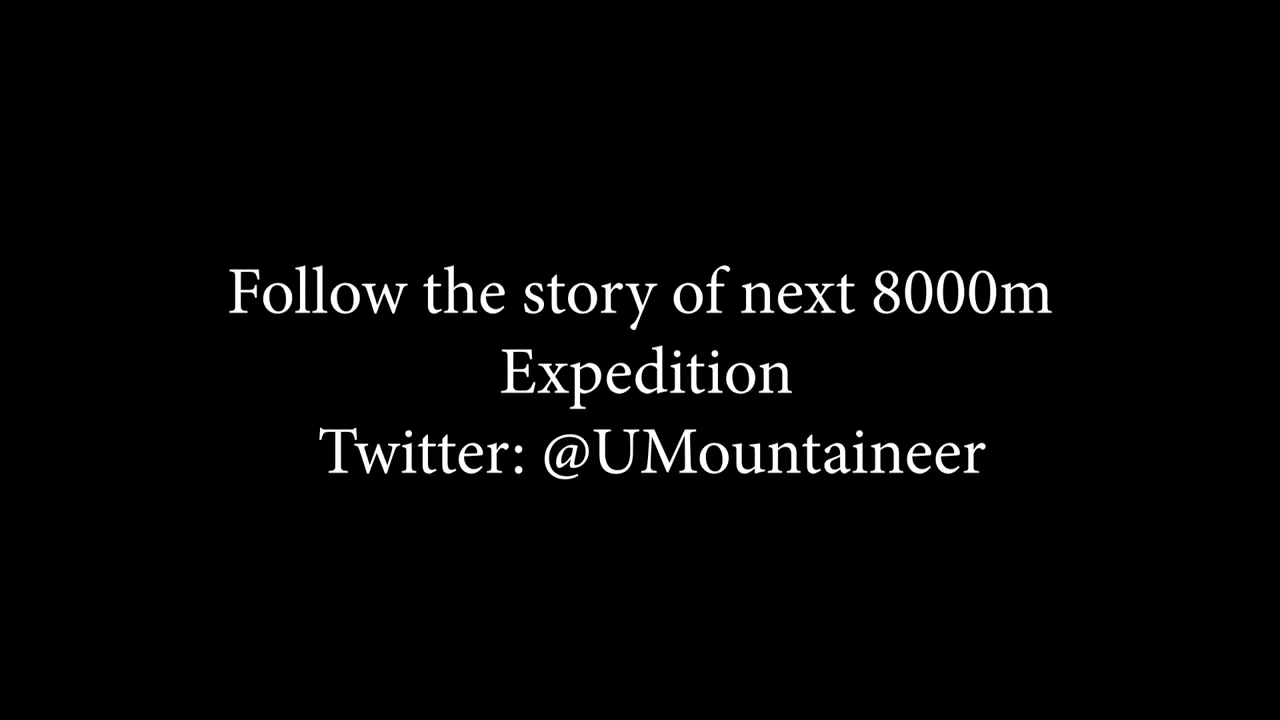 Follow the story of next 8000m
Expedition
Twitter: @UMountaineer